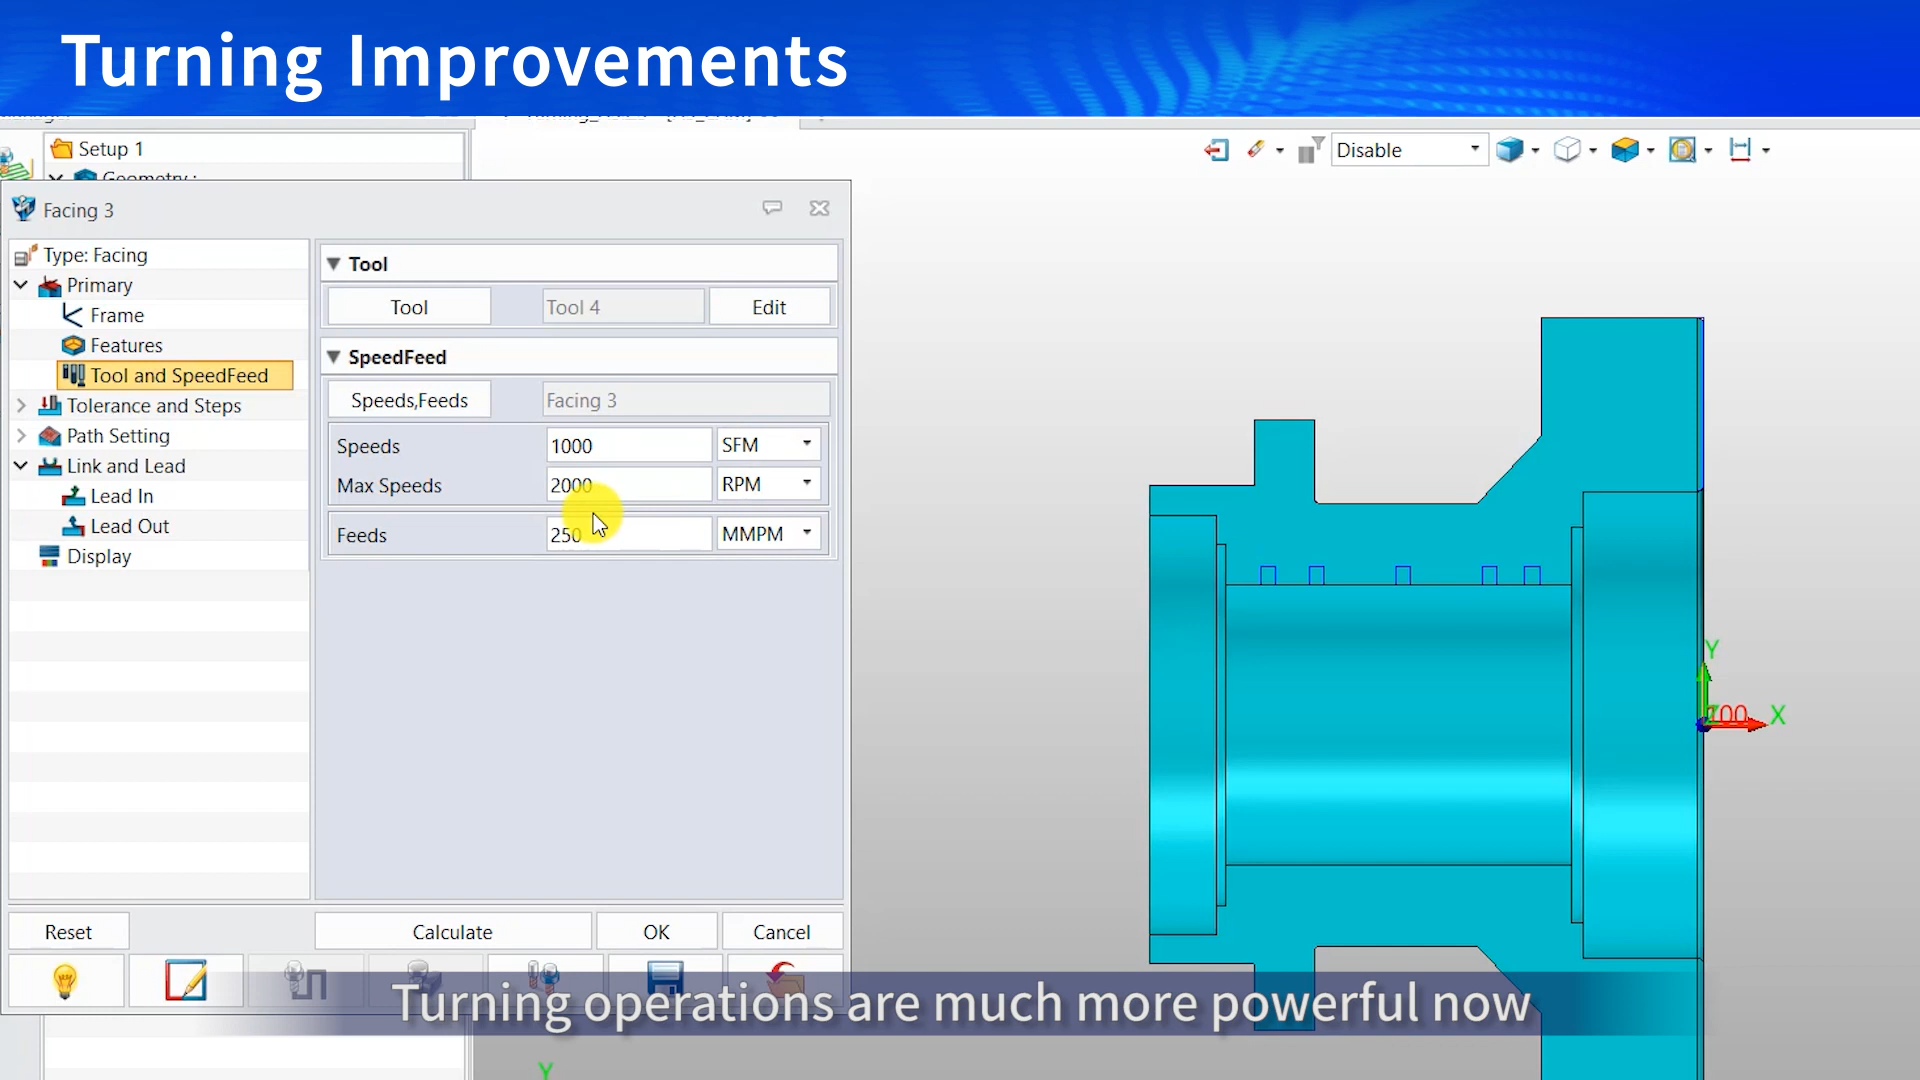 Turning Improvements
Setup 1
Disable
Facing 3
Type: Facing
Primary
Frame
Features
Tool and SpeedFeed
Tolerance and Steps
Path Setting
Link and Lead
Lead In
Lead Out
Display
Tool
Tool Tool 4 Edit
SpeedFeed
Speeds,Feeds Facing 3
Speeds 1000 SFM
Max Speeds 2000 RPM
Feeds 250 MMPM
Y
X
Reset Calculate OK Cancel
Turning operations are much more powerful now
Y